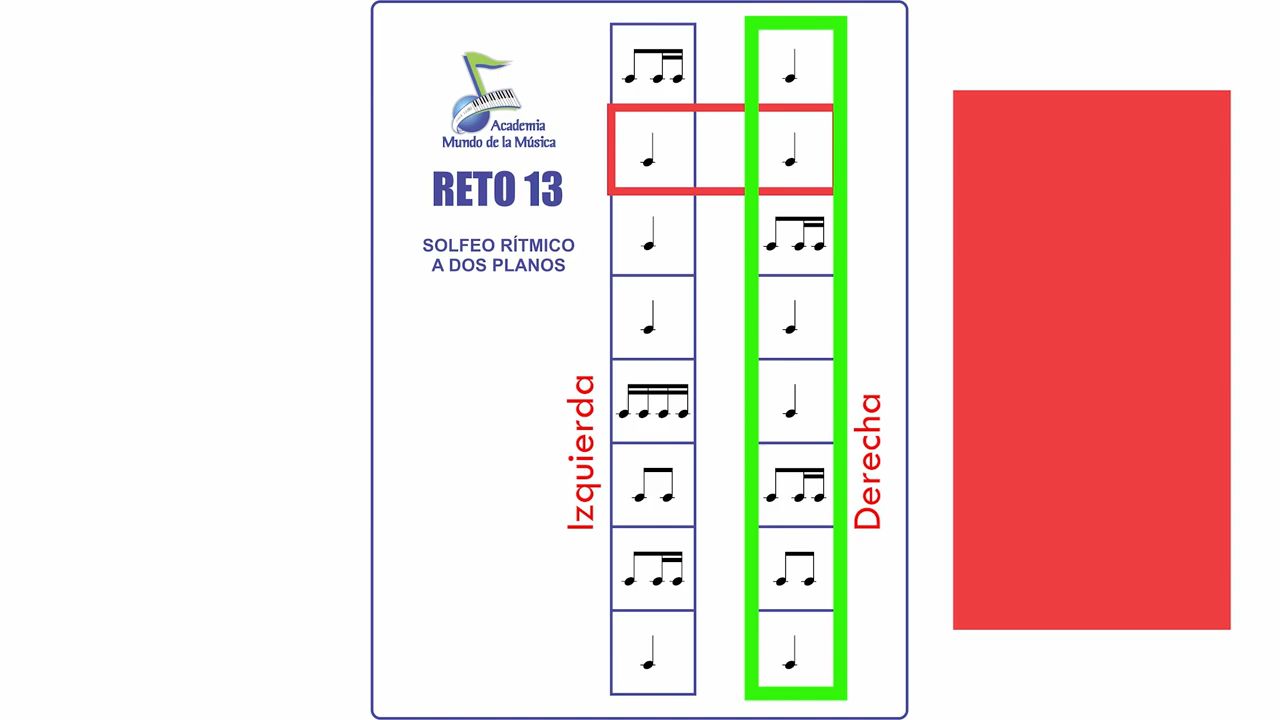 Academia
Mundo de la Música
RETO 13
SOLFEO RÍTMICO
A DOS PLANOS
Izquierda
Derecha